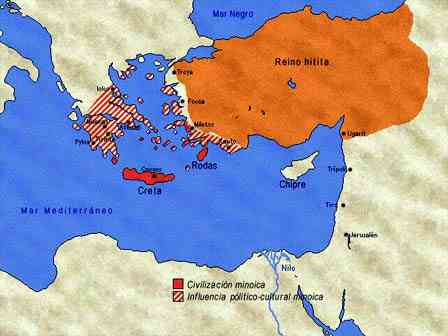 Mar Negro
Reino hitita
Troya
Focea
Mileto
Pylos
Ugarit
Rodas
Chipre
Creta
Trípoli
Tiro
Mar Mediterráneo
Jerusalén
Nilo
Civilización minoica
Influencia pólitico-cultural minoica